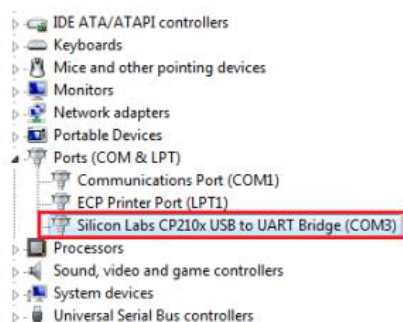 IDE ATA/ATAPI controllers
Keyboards
Mice and other pointing devices
Monitors
Network adapters
Portable Devices
Ports (COM & LPT)
Communications Port (COM1)
ECP Printer Port (LPT1)
Silicon Labs CP210x USB to UART Bridge (COM3)
Processors
Sound, video and game controllers
System devices
Universal Serial Bus controllers